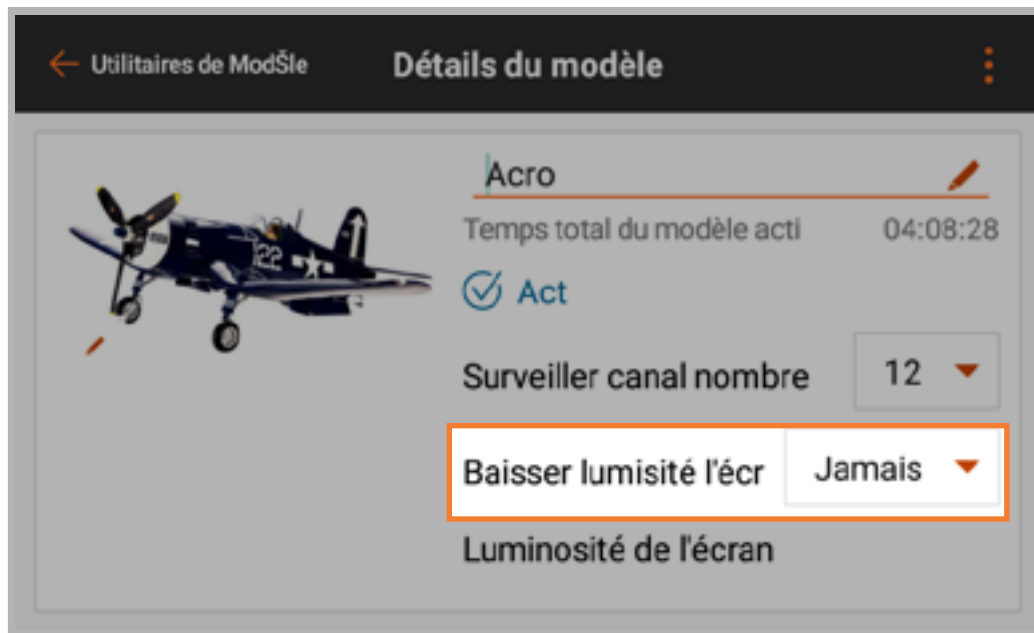 Utilitaires de ModŠle
Détails du modèle
Acro
Temps total du modèle acti 04:08:28
Act
Surveiller canal nombre 12
Baisser lumisité l'écr Jamais
Luminosité de l'écran
122